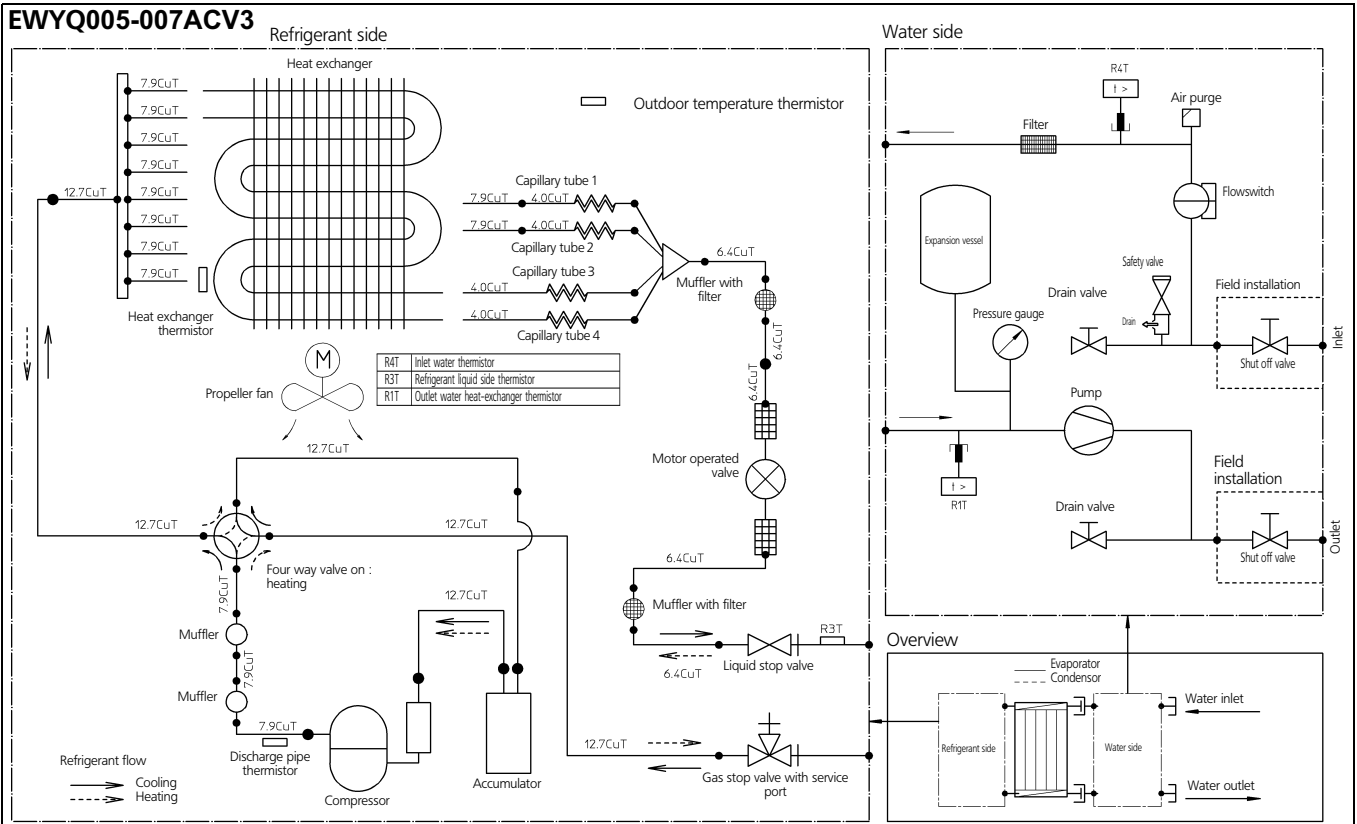 EWYQ005-007ACV3
Refrigerant side
Heat exchanger
7.9CuT
7.9CuT
7.9CuT
7.9CuT
12.7CuT
7.9CuT
7.9CuT
7.9CuT
7.9CuT
Heat exchanger
thermistor
Outdoor temperature thermistor
Capillary tube 1
7.9CuT
4.0CuT
7.9CuT
4.0CuT
Capillary tube 2
Capillary tube 3
4.0CuT
4.0CuT
Capillary tube 4
6.4CuT
Muffler with
filter
6.4CuT
6.4CuT
M
Propeller fan
R4T Inlet water thermistor
R3T Refrigerant liquid side thermistor
R1T Outlet water heat-exchanger thermistor
12.7CuT
Motor operated
valve
12.7CuT
12.7CuT
6.4CuT
Four way valve on :
heating
7.9CuT
Muffler
7.9CuT
Muffler
7.9CuT
Discharge pipe
thermistor
12.7CuT
Compressor
Accumulator
Muffler with filter
R3T
Liquid stop valve
6.4CuT
12.7CuT
Gas stop valve with service
port
Refrigerant flow
Cooling
Heating
Water side
R4T
t >
Air purge
Filter
Flowswitch
Expansion vessel
Safety valve
Drain valve
Drain
Field installation
Shut off valve
Inlet
Pressure gauge
Pump
t >
R1T
Drain valve
Field
installation
Shut off valve
Outlet
Overview
Evaporator
Condensor
Water inlet
Refrigerant side
Water side
Water outlet